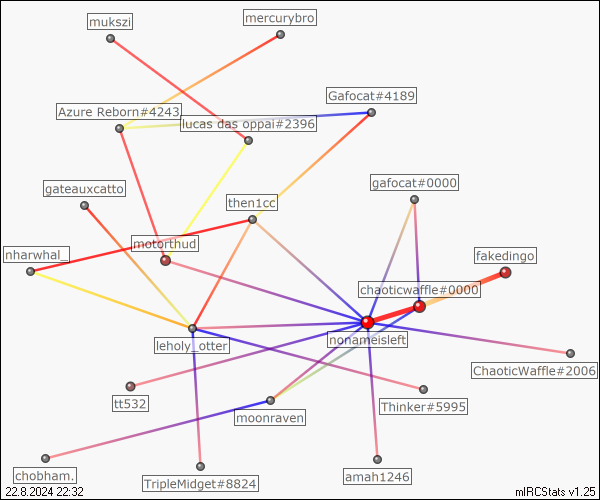 mukszi
mercurybro
Gafocat#4189
Azure Reborn#4243
lucas das oppai#2396
gafocat#0000
gateauxcatto
then1cc
motorthud
nharwhal_
fakedingo
chaoticwaffle#0000
nonameisleft
leholy_otter
ChaoticWaffle#2006
tt532
Thinker#5995
moonraven
chobham.
TripleMidget#8824
amah1246
22.8.2024 22:32
mIRCStats v1.25